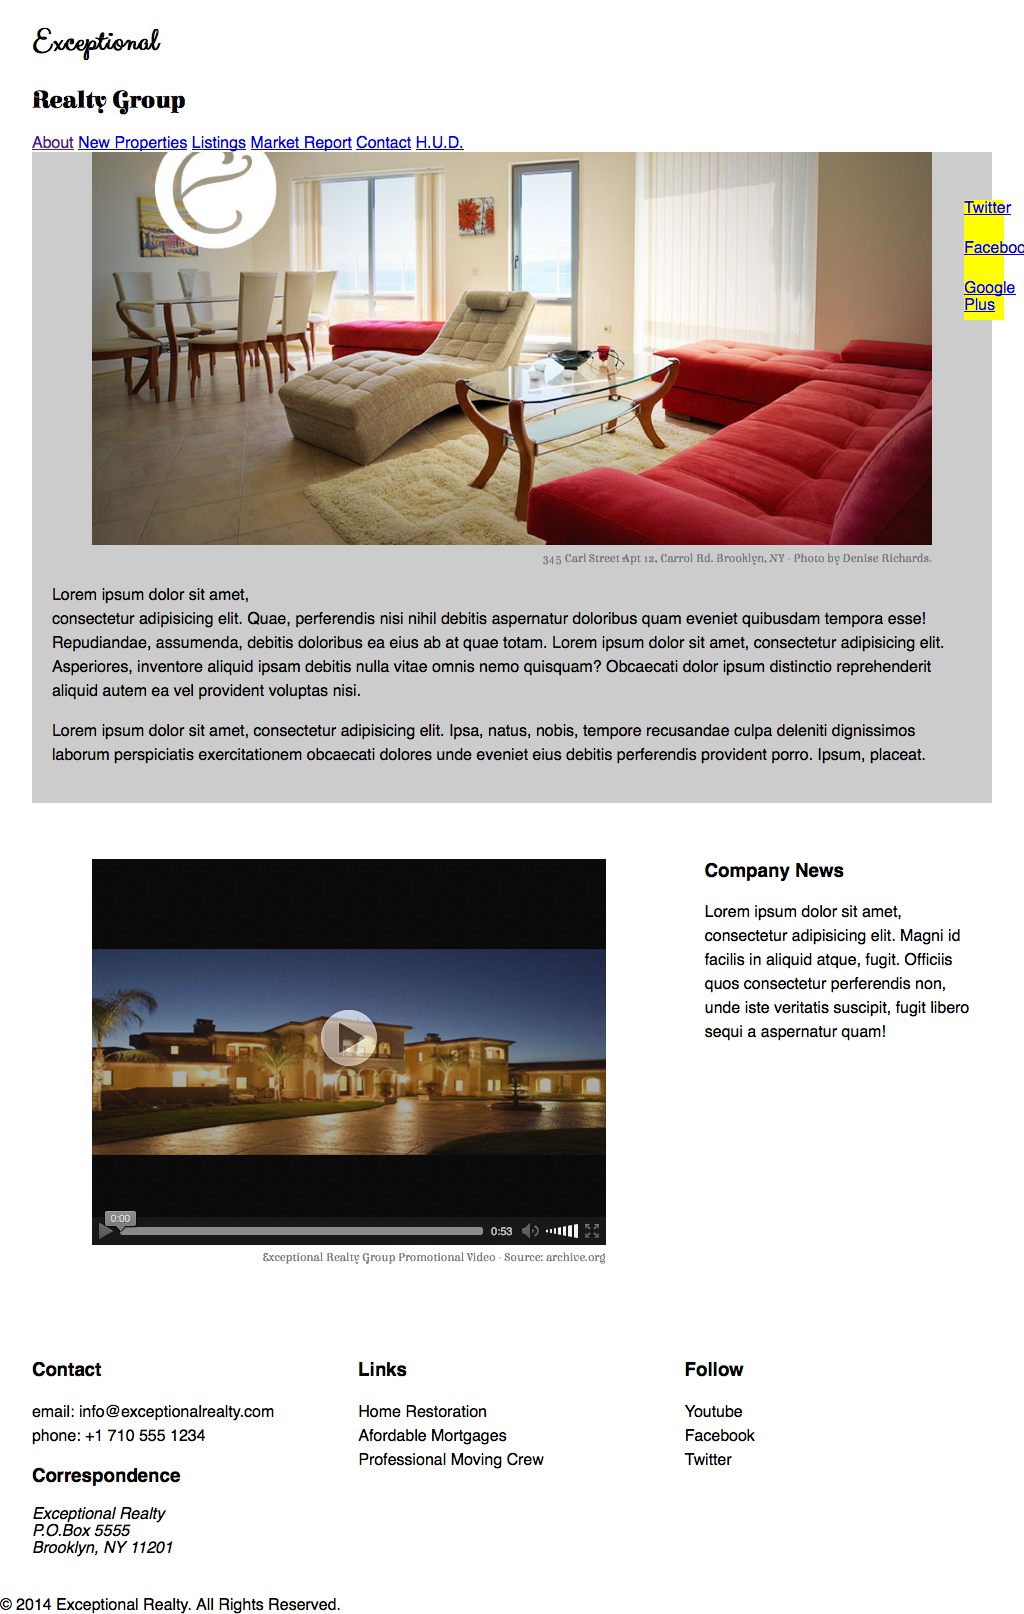 Exceptional
Realty Group
About New Properties Listings Market Report Contact H.U.D.
Twitter
Faceboo
Google
Plus
345 Carl Street Apt 12, Carrol Rd. Brooklyn, NY - Photo by Denise Richards.
Lorem ipsum dolor sit amet,
consectetur adipisicing elit. Quae, perferendis nisi nihil debitis aspernatur doloribus quam eveniet quibusdam tempora esse!
Repudiandae, assumenda, debitis doloribus ea eius ab at quae totam. Lorem ipsum dolor sit amet, consectetur adipisicing elit.
Asperiores, inventore aliquid ipsam debitis nulla vitae omnis nemo quisquam? Obcaecati dolor ipsum distinctio reprehenderit
aliquid autem ea vel provident voluptas nisi.
Lorem ipsum dolor sit amet, consectetur adipisicing elit. Ipsa, natus, nobis, tempore recusandae culpa deleniti dignissimos
laborum perspiciatis exercitationem obcaecati dolores unde eveniet eius debitis perferendis provident porro. Ipsum, placeat.
0:00
0:53
Exceptional Realty Group Promotional Video - Source: archive.org
Company News
Lorem ipsum dolor sit amet,
consectetur adipisicing elit. Magni id
facilis in aliquid atque, fugit. Officiis
quos consectetur perferendis non,
unde iste veritatis suscipit, fugit libero
sequi a aspernatur quam!
Contact
email: info@exceptionalrealty.com
phone: +1 710 555 1234
Correspondence
Exceptional Realty
P.O.Box 5555
Brooklyn, NY 11201
Links
Home Restoration
Afordable Mortgages
Professional Moving Crew
Follow
Youtube
Facebook
Twitter
© 2014 Exceptional Realty. All Rights Reserved.